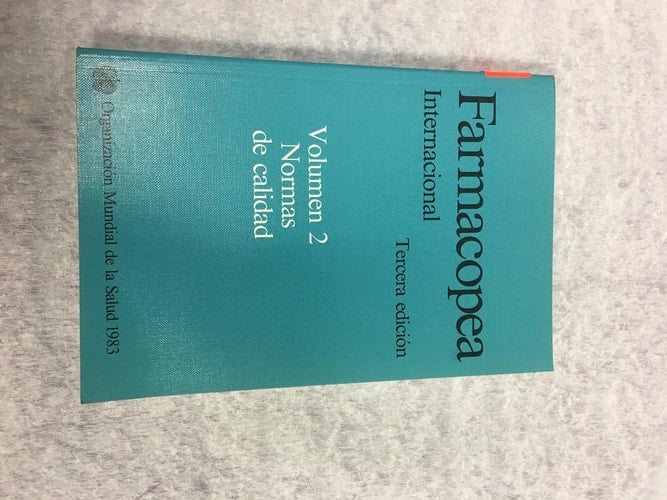 Farmacopea
Internacional
Tercera edición
Volumen 2
Normas
de calidad
Organización Mundial de la Salud 1983